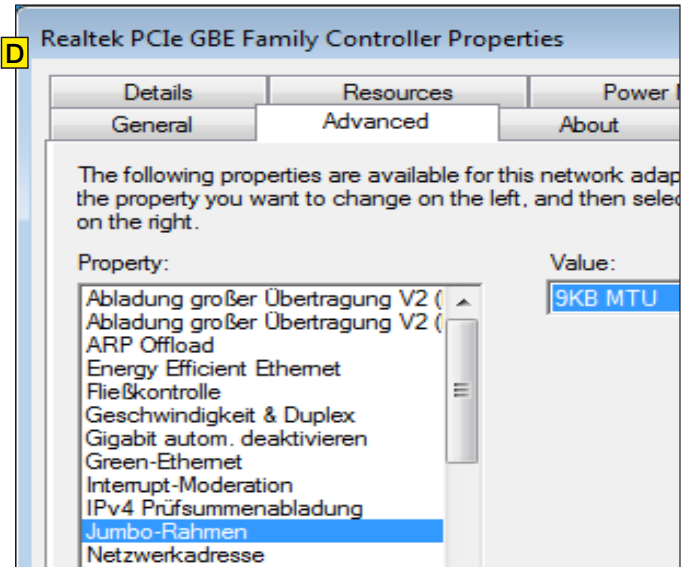 D
Realtek PCIe GBE Family Controller Properties
Details Resources Power
General Advanced About
The following properties are available for this network adap
the property you want to change on the left, and then selec
on the right.
Property: Value:
Abladung großer Übertragung V2 ( 9KB MTU
Abladung großer Übertragung V2 (
ARP Offload
Energy Efficient Ethernet
Fließkontrolle
Geschwindigkeit & Duplex
Gigabit autom. deaktivieren
Green-Ethernet
Interrupt-Moderation
IPv4 Prüfsummenabladung
Jumbo-Rahmen
Netzwerkadresse